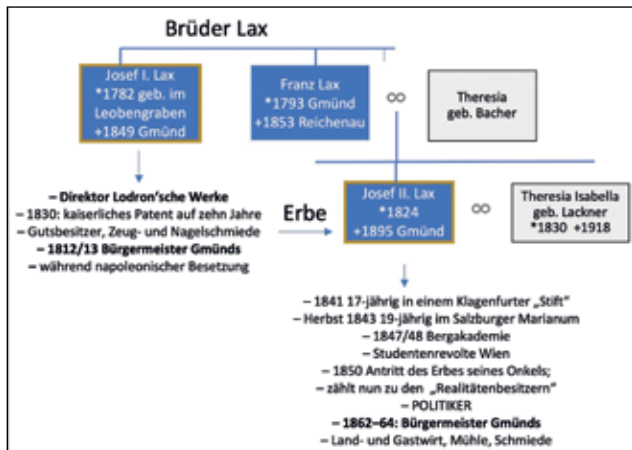 Brüder Lax
Josef I. Lax
*1782 geb. im
Leobengraben
+1849 Gmünd
Franz Lax
*1793 Gmünd
+1853 Reichenau
∞
Theresia
geb. Bacher
– Direktor Lodron'sche Werke
– 1830: kaiserliches Patent auf zehn Jahre
– Gutsbesitzer, Zeug- und Nagelschmiede
– 1812/13 Bürgermeister Gmünds
– während napoleonischer Besetzung
Erbe
Josef II. Lax
*1824
+1895 Gmünd
∞
Theresia Isabella
geb. Lackner
*1830 +1918
– 1841 17-jährig in einem Klagenfurter „Stift“
– Herbst 1843 19-jährig im Salzburger Marianum
– 1847/48 Bergakademie
– Studentenrevolte Wien
– 1850 Antritt des Erbes seines Onkels;
– zählt nun zu den „Realitätenbesitzern“
– POLITIKER
– 1862–64: Bürgermeister Gmünds
– Land- und Gastwirt, Mühle, Schmiede